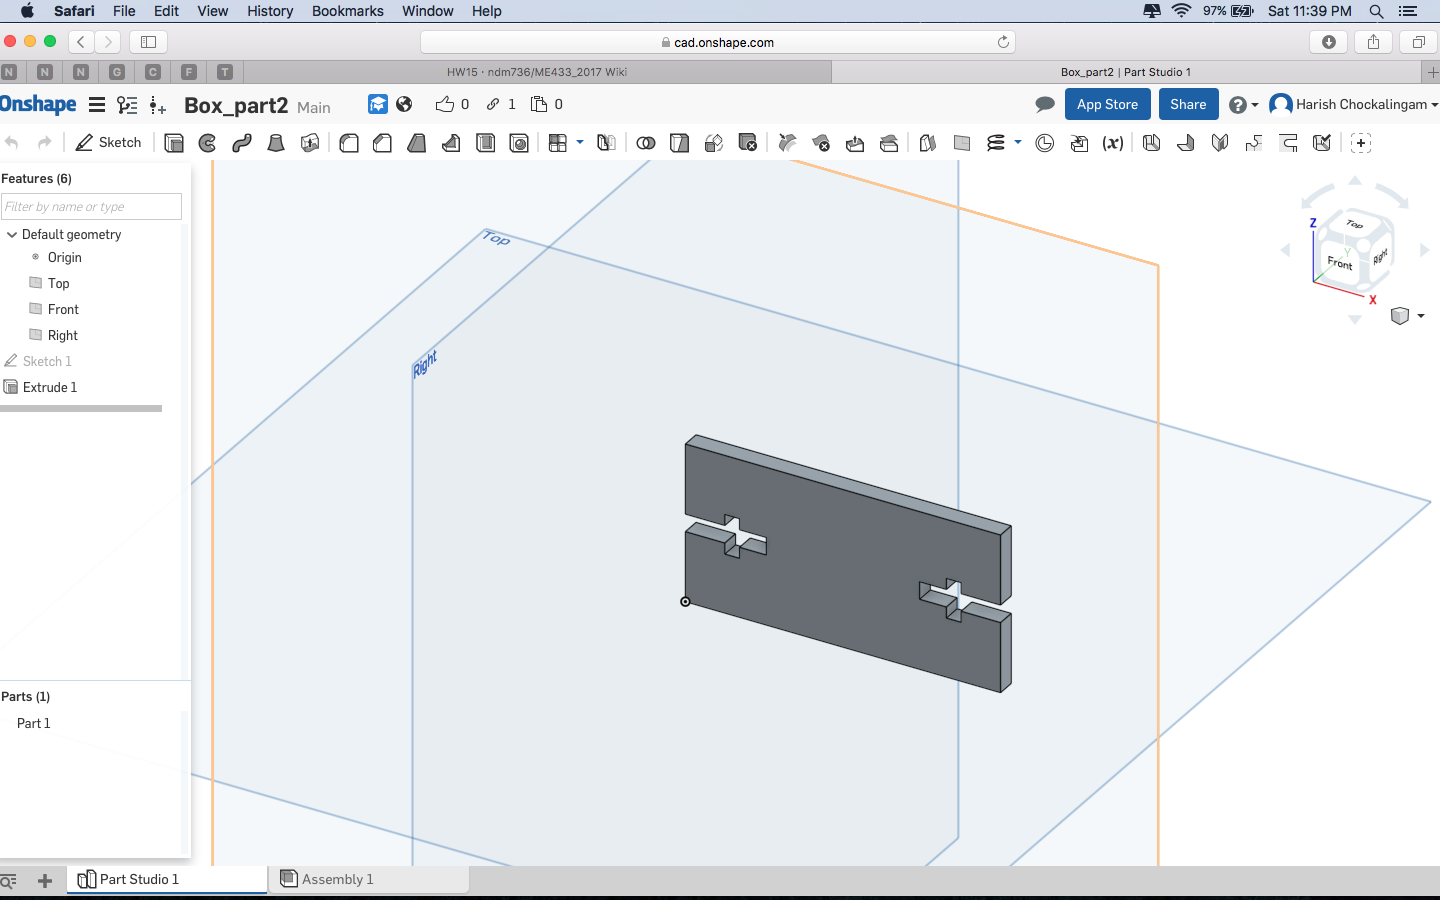 Safari File Edit View History Bookmarks Window Help 97% Sat 11:39 PM
cad.onshape.com
N N N G C F T HW15 · ndm736/ME433_2017 Wiki Box_part2 | Part Studio 1
Onshape Box_part2 Main 0 1 0 App Store Share ? Harish Chockalingam
Sketch (x)
Features (6)
Filter by name or type
Default geometry
Origin
Top
Front
Right
Sketch 1
Extrude 1
Top
Right
Z
Top
Y
Front
Right
X
Parts (1)
Part 1
Part Studio 1 Assembly 1